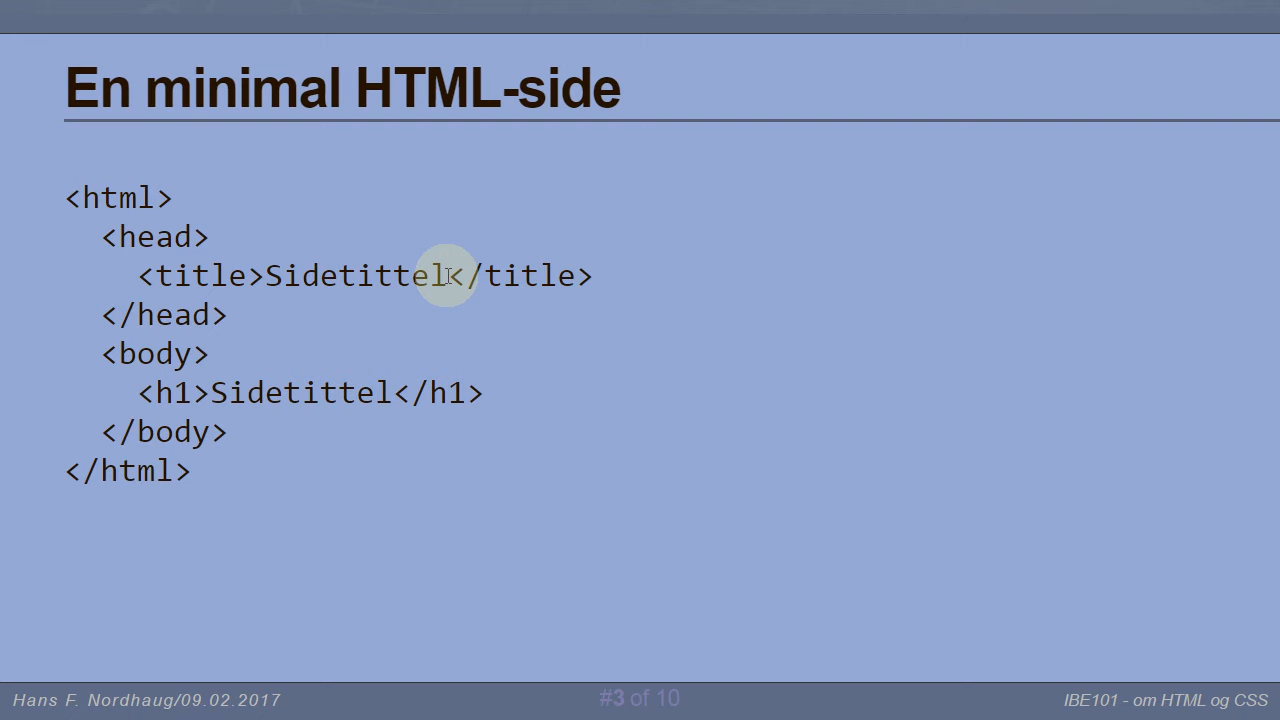 En minimal HTML-side
<html>
<head>
<title>Sidetittel</title>
</head>
<body>
<h1>Sidetittel</h1>
</body>
</html>
Hans F. Nordhaug/09.02.2017
#3 of 10
IBE101 - om HTML og CSS